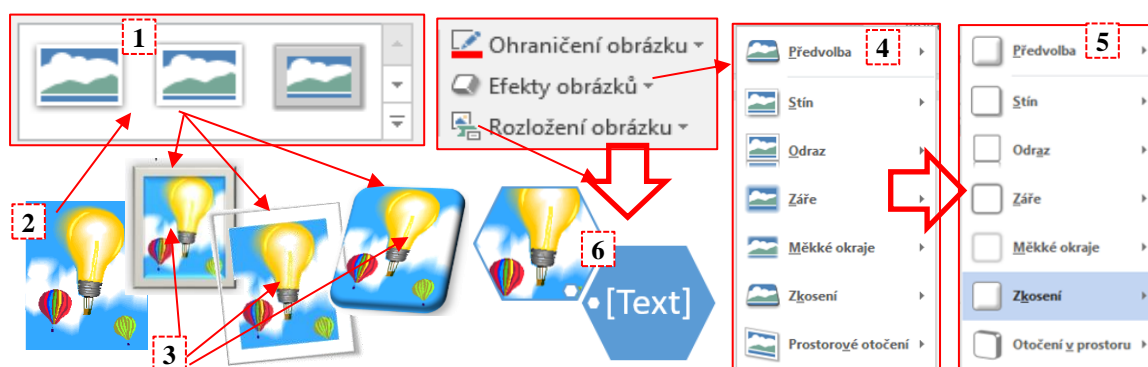 1
Ohraničení obrázku
Efekty obrázků
Rozložení obrázku
4
Předvolba
Stín
Odraz
Záře
Měkké okraje
Zkosení
Prostorové otočení
5
Předvolba
Stín
Odraz
Záře
Měkké okraje
Zkosení
Otočení v prostoru
2
3
6
[Text]